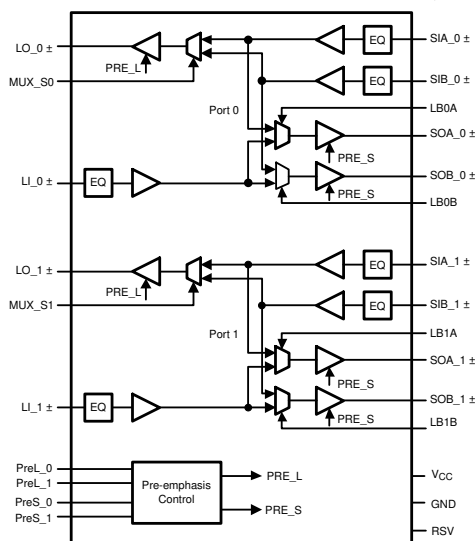 LO_0 ± EQ SIA_0 ±
PRE_L
MUX_S0 EQ SIB_0 ±
Port 0 LB0A
SOA_0 ±
PRE_S
LI_0 ± EQ SOB_0 ±
PRE_S
LB0B
LO_1 ± EQ SIA_1 ±
PRE_L
MUX_S1 EQ SIB_1 ±
Port 1 LB1A
SOA_1 ±
PRE_S
LI_1 ± EQ SOB_1 ±
PRE_S
LB1B
PreL_0
PreL_1
PreS_0
PreS_1
Pre-emphasis
Control
PRE_L
PRE_S
VCC
GND
RSV